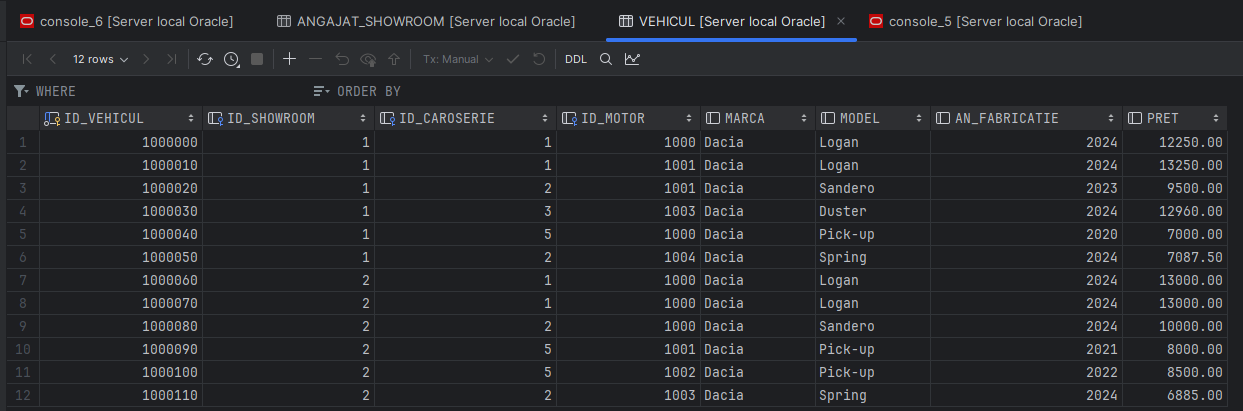 console_6 [Server local Oracle] ANGAJAT_SHOWROOM [Server local Oracle] VEHICUL [Server local Oracle] × console_5 [Server local Oracle]
12 rows Tx: Manual DDL
WHERE ORDER BY
ID_VEHICUL ID_SHOWROOM ID_CAROSERIE ID_MOTOR MARCA MODEL AN_FABRICATIE PRET
1 1000000 1 1 1000 Dacia Logan 2024 12250.00
2 1000010 1 1 1001 Dacia Logan 2024 13250.00
3 1000020 1 2 1001 Dacia Sandero 2023 9500.00
4 1000030 1 3 1003 Dacia Duster 2024 12960.00
5 1000040 1 5 1000 Dacia Pick-up 2020 7000.00
6 1000050 1 2 1004 Dacia Spring 2024 7087.50
7 1000060 2 1 1000 Dacia Logan 2024 13000.00
8 1000070 2 1 1000 Dacia Logan 2024 13000.00
9 1000080 2 2 1000 Dacia Sandero 2024 10000.00
10 1000090 2 5 1001 Dacia Pick-up 2021 8000.00
11 1000100 2 5 1002 Dacia Pick-up 2022 8500.00
12 1000110 2 2 1003 Dacia Spring 2024 6885.00